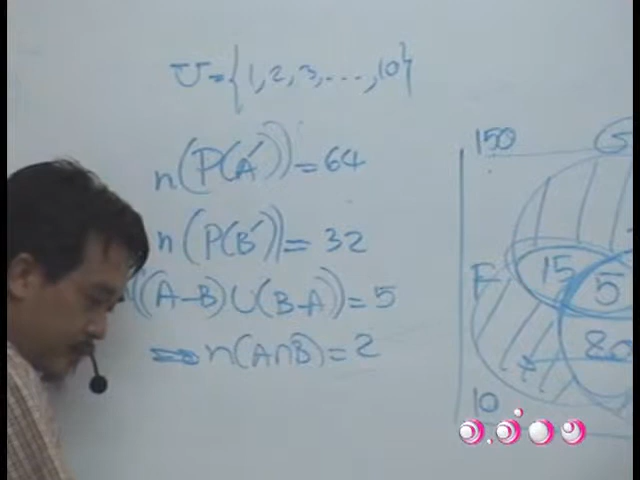 U = {1, 2, 3, ..., 10}
n(P(A′)) = 64
n(P(B′)) = 32
((A–B)∪(B–A)) = 5
⇒ n(A∩B) = 2
150
F
15
5
80
10